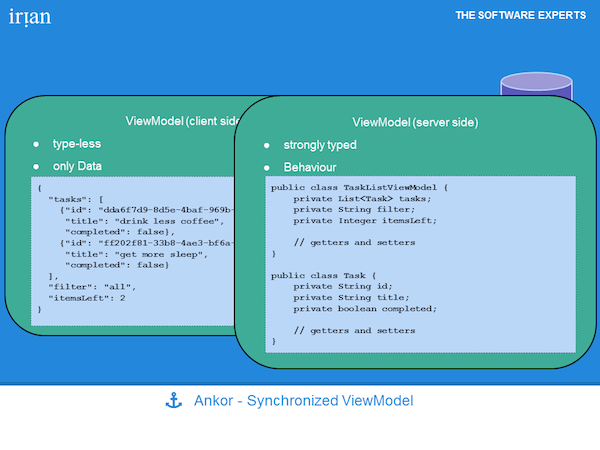 irian
THE SOFTWARE EXPERTS
ViewModel (client side
● type-less
● only Data
{
"tasks": [
{"id": "dda6f7d9-8d5e-4baf-969b-
"title": "drink less coffee",
"completed": false},
{"id": "ff202f81-33b8-4ae3-bf6a-
"title": "get more sleep",
"completed": false}
],
"filter": "all",
"itemsLeft": 2
}
ViewModel (server side)
● strongly typed
● Behaviour
public class TaskListViewModel {
private List<Task> tasks;
private String filter;
private Integer itemsLeft;
// getters and setters
}
public class Task {
private String id;
private String title;
private boolean completed;
// getters and setters
}
Ankor - Synchronized ViewModel